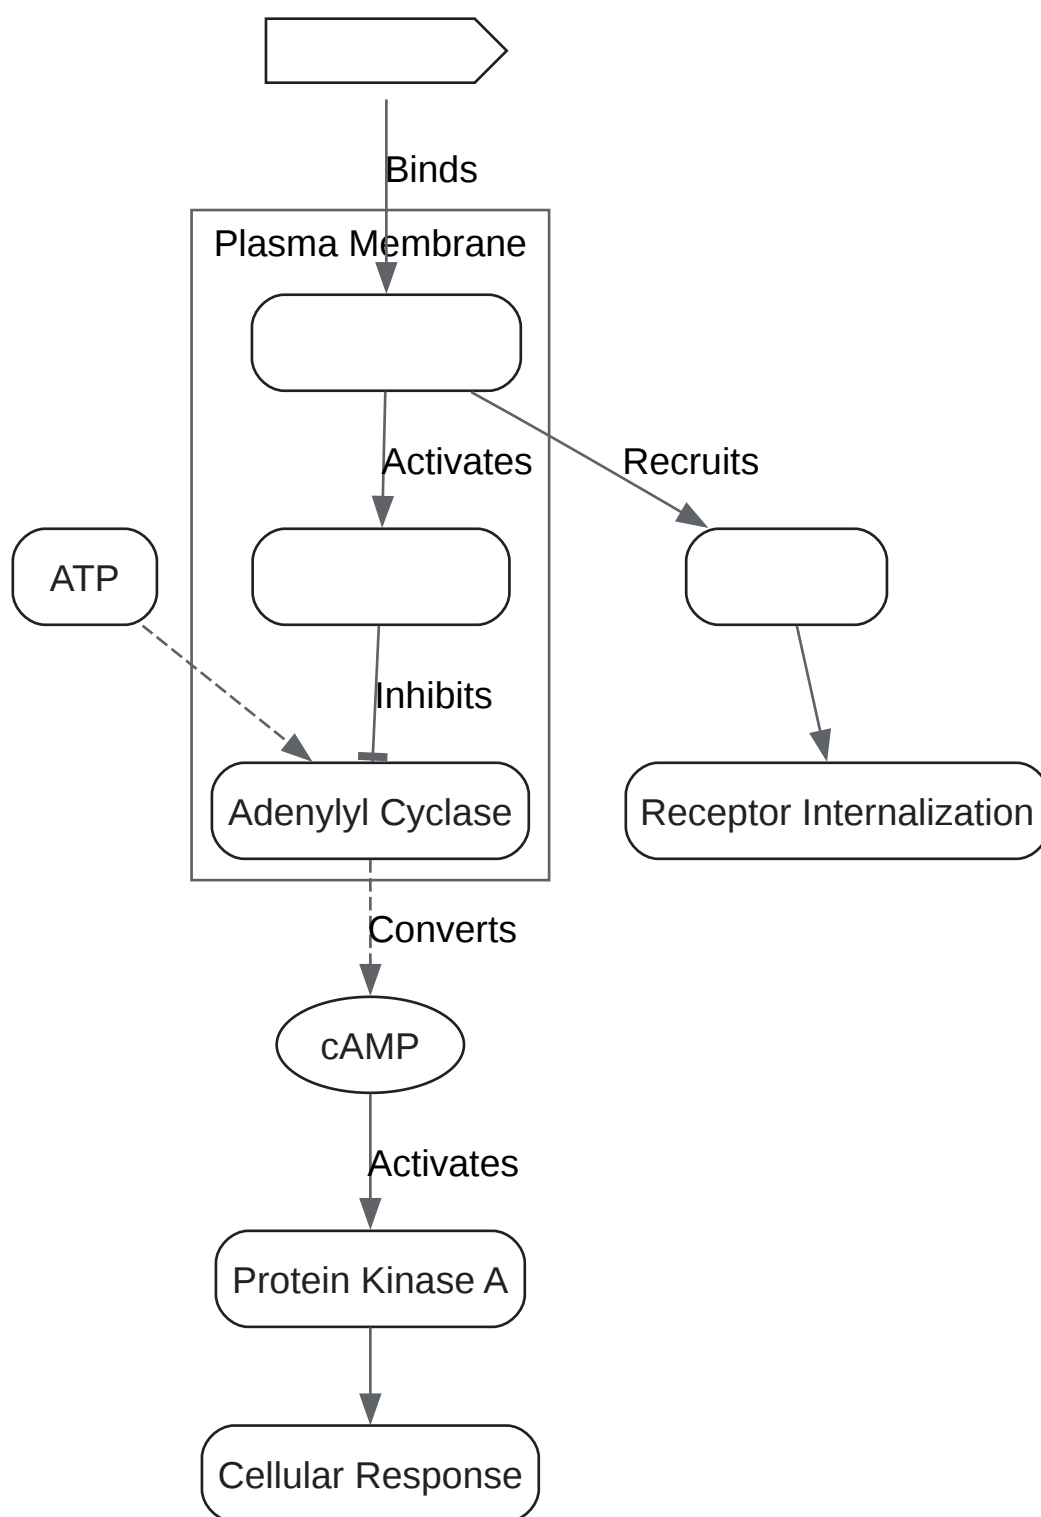 Binds
Plasma Membrane
Activates
Recruits
ATP
Inhibits
Adenylyl Cyclase
Receptor Internalization
Converts
cAMP
Activates
Protein Kinase A
Cellular Response